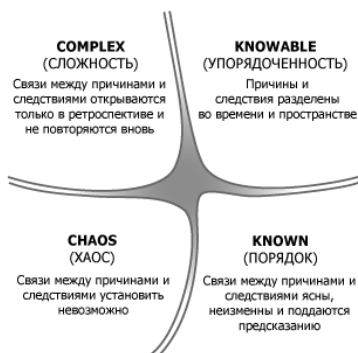 COMPLEX
(СЛОЖНОСТЬ)
Связи между причинами и
следствиями открываются
только в ретроспективе и
не повторяются вновь
KNOWABLE
(УПОРЯДОЧЕННОСТЬ)
Причины и
следствия разделены
во времени и пространстве
CHAOS
(ХАОС)
Связи между причинами и
следствиями установить
невозможно
KNOWN
(ПОРЯДОК)
Связи между причинами и
следствиями ясны,
неизменны и поддаются
предсказанию